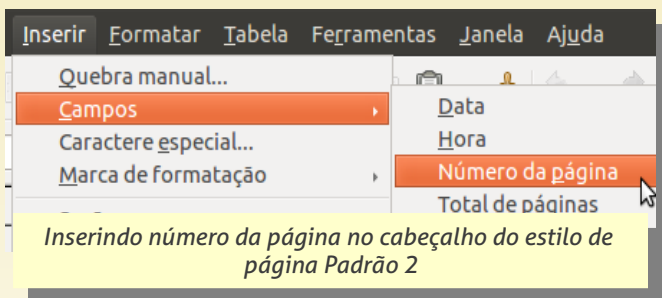 Inserir Formatar Tabela Ferramentas Janela Ajuda
Quebra manual...
Campos
Caractere especial...
Marca de formatação
Data
Hora
Número da página
Total de páginas
Inserindo número da página no cabeçalho do estilo de
página Padrão 2